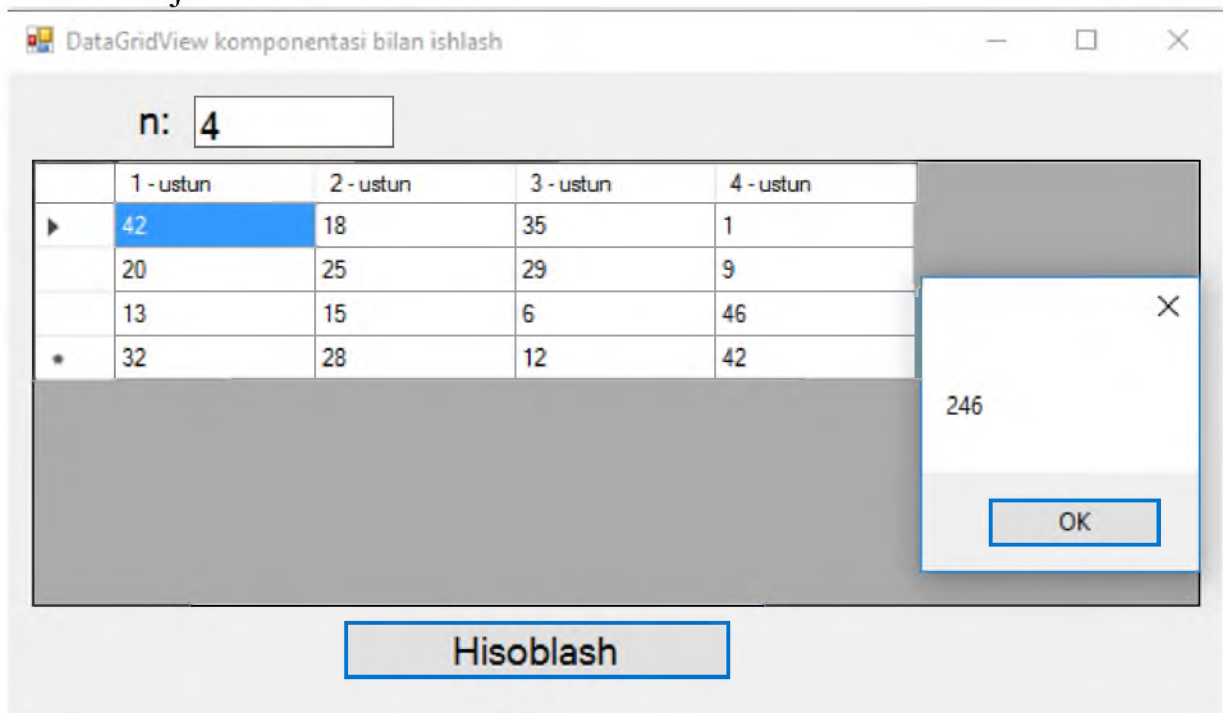 DataGridView komponentasi bilan ishlash
n: 4
1 - ustun 2 - ustun 3 - ustun 4 - ustun
42 18 35 1
20 25 29 9
13 15 6 46
32 28 12 42
246
OK
Hisoblash